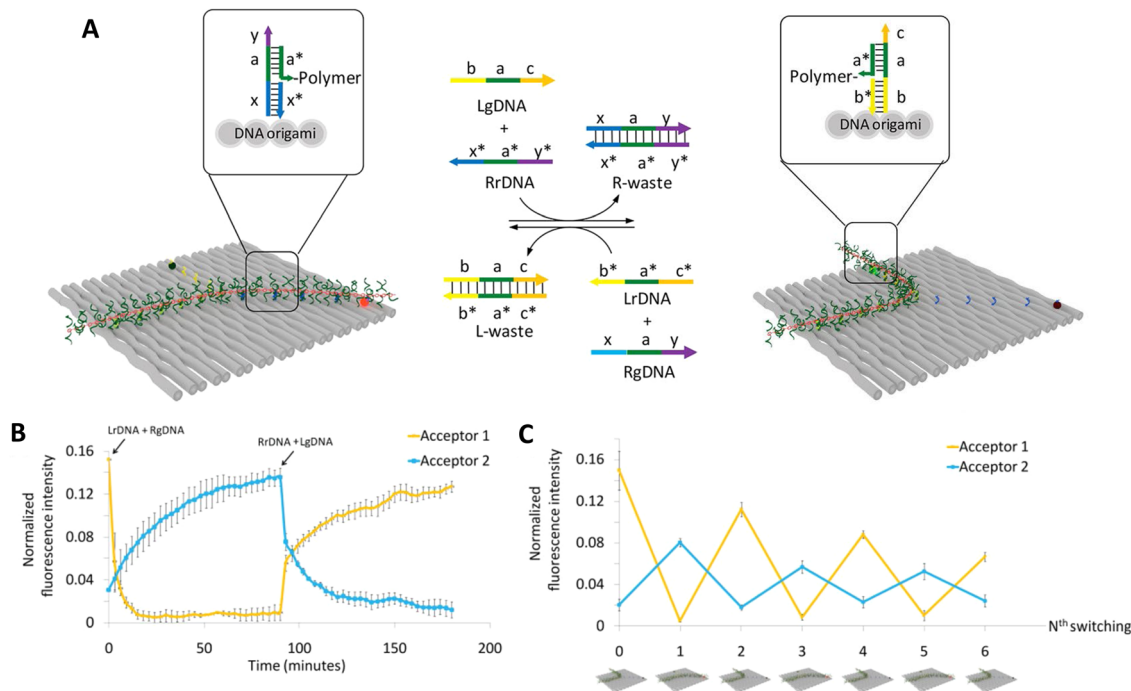 A
y
a
a*
-Polymer
x
x*
DNA origami
b a c
LgDNA
+
x* a* y*
RrDNA
x a y
x* a* y*
R-waste
b a c
b* a* c*
L-waste
b* a* c*
LrDNA
+
x a y
RgDNA
c
a*
a
Polymer-
b*
b
DNA origami
B
LrDNA + RgDNA
RrDNA +LgDNA
Acceptor 1
Acceptor 2
Normalized
fluorescence intensity
0.16
0.12
0.08
0.04
0
0 50 100 150 200
Time (minutes)
C
Acceptor 1
Acceptor 2
Normalized
fluorescence intensity
0.16
0.12
0.08
0.04
0
0 1 2 3 4 5 6
Nth switching